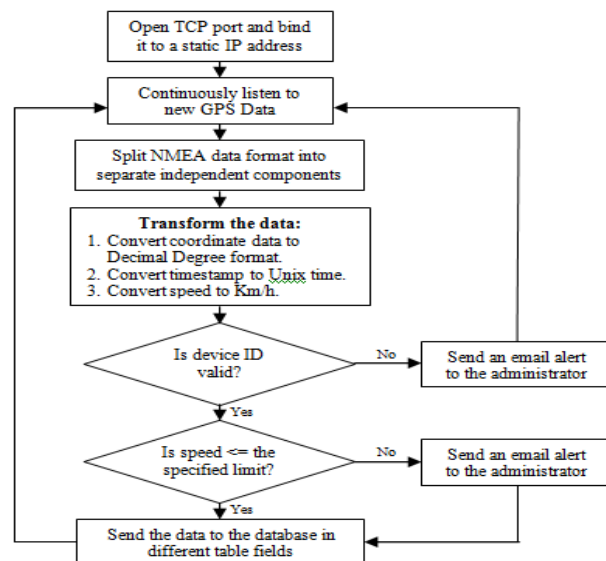 Open TCP port and bind
it to a static IP address
Continuously listen to
new GPS Data
Split NMEA data format into
separate independent components
Transform the data:
1. Convert coordinate data to
Decimal Degree format.
2. Convert timestamp to Unix time.
3. Convert speed to Km/h.
Is device ID
valid?
No
Send an email alert
to the administrator
Yes
Is speed <= the
specified limit?
No
Send an email alert
to the administrator
Yes
Send the data to the database in
different table fields